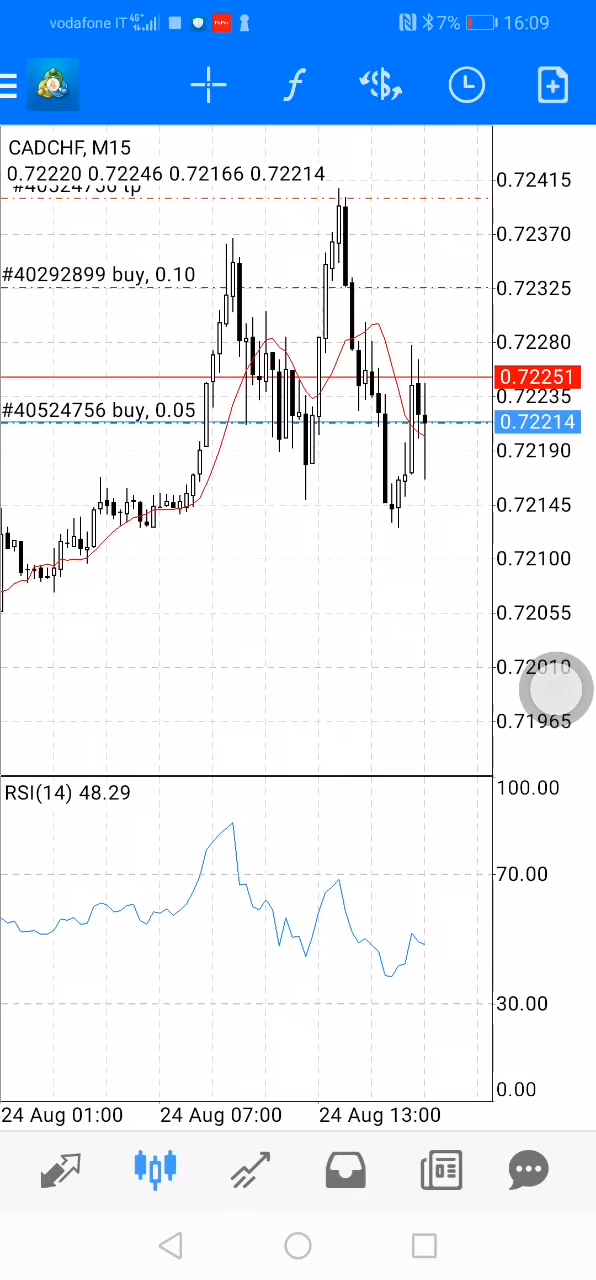 vodafone IT 4G+ 7% 16:09
CADCHF, M15
0.72220 0.72246 0.72166 0.72214
#40524756 tp
0.72415
0.72370
#40292899 buy, 0.10
0.72325
0.72280
0.72251
0.72235
#40524756 buy, 0.05
0.72214
0.72190
0.72145
0.72100
0.72055
0.72010
0.71965
RSI(14) 48.29
100.00
70.00
30.00
0.00
24 Aug 01:00 24 Aug 07:00 24 Aug 13:00